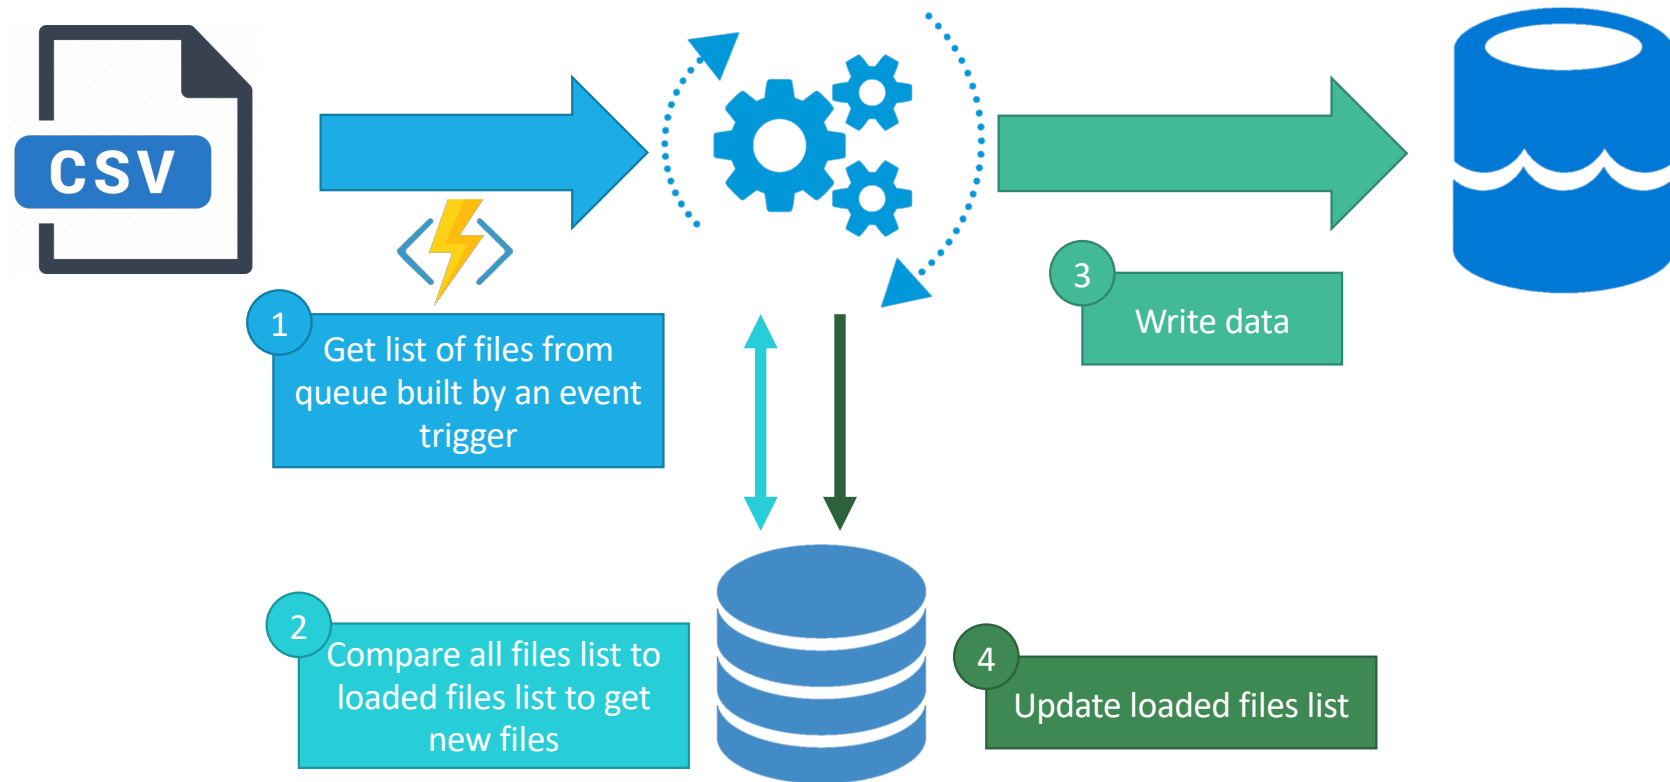 CSV
1
Get list of files from
queue built by an event
trigger
3
Write data
2
Compare all files list to
loaded files list to get
new files
4
Update loaded files list